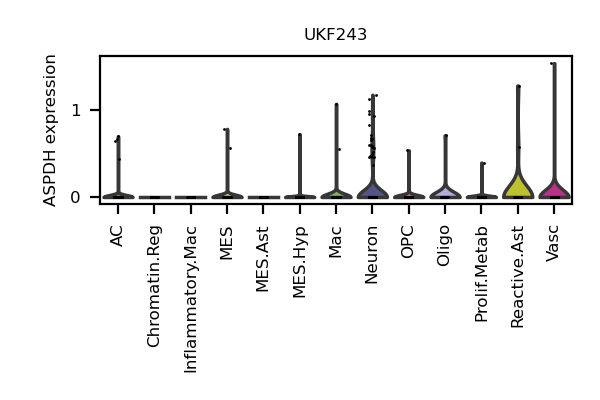 UKF243
ASPDH expression
1
0
AC
Chromatin.Reg
Inflammatory.Mac
MES
MES.Ast
MES.Hyp
Mac
Neuron
OPC
Oligo
Prolif.Metab
Reactive.Ast
Vasc